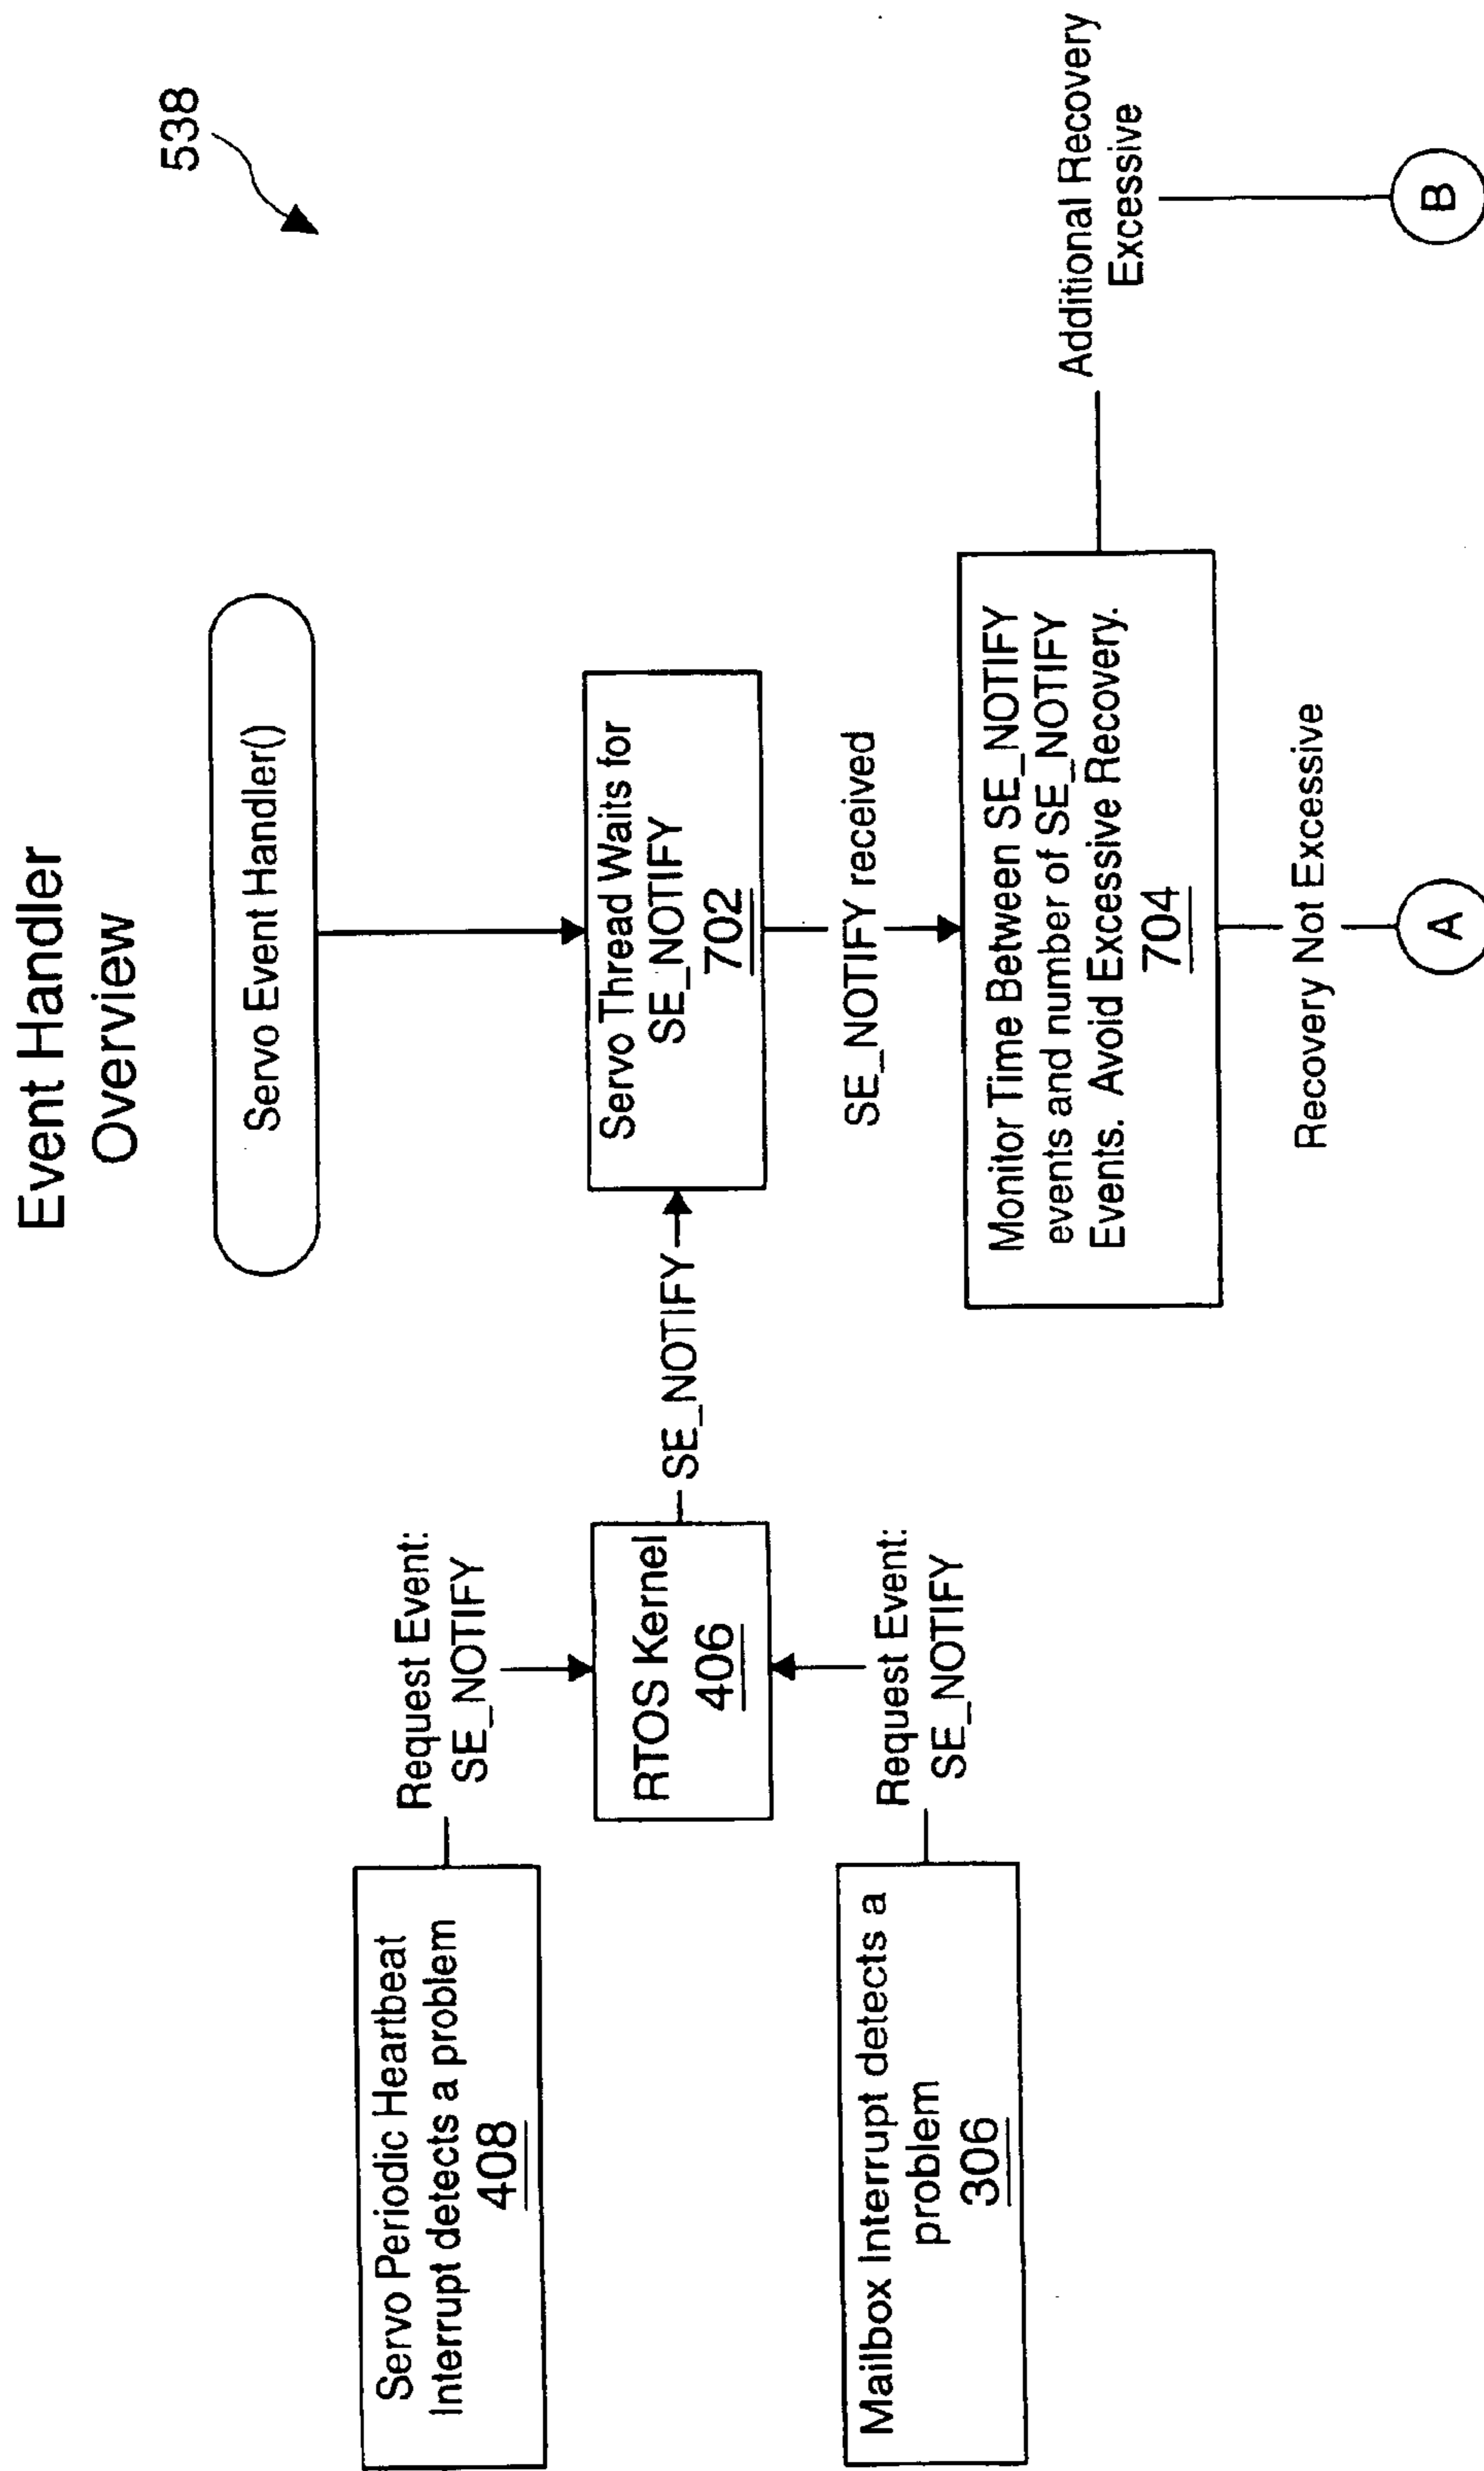 Event Handler
Overview
538
Servo Event Handler()
Servo Periodic Heartbeat
Interrupt detects a problem
408
Request Event:
SE_NOTIFY
RTOS Kernel
406
SE_NOTIFY
Servo Thread Waits for
SE_NOTIFY
702
Mailbox Interrupt detects a
problem
306
Request Event:
SE_NOTIFY
SE_NOTIFY received
Monitor Time Between SE_NOTIFY
events and number of SE_NOTIFY
Events. Avoid Excessive Recovery.
704
Additional Recovery
Excessive
Recovery Not Excessive
A
B